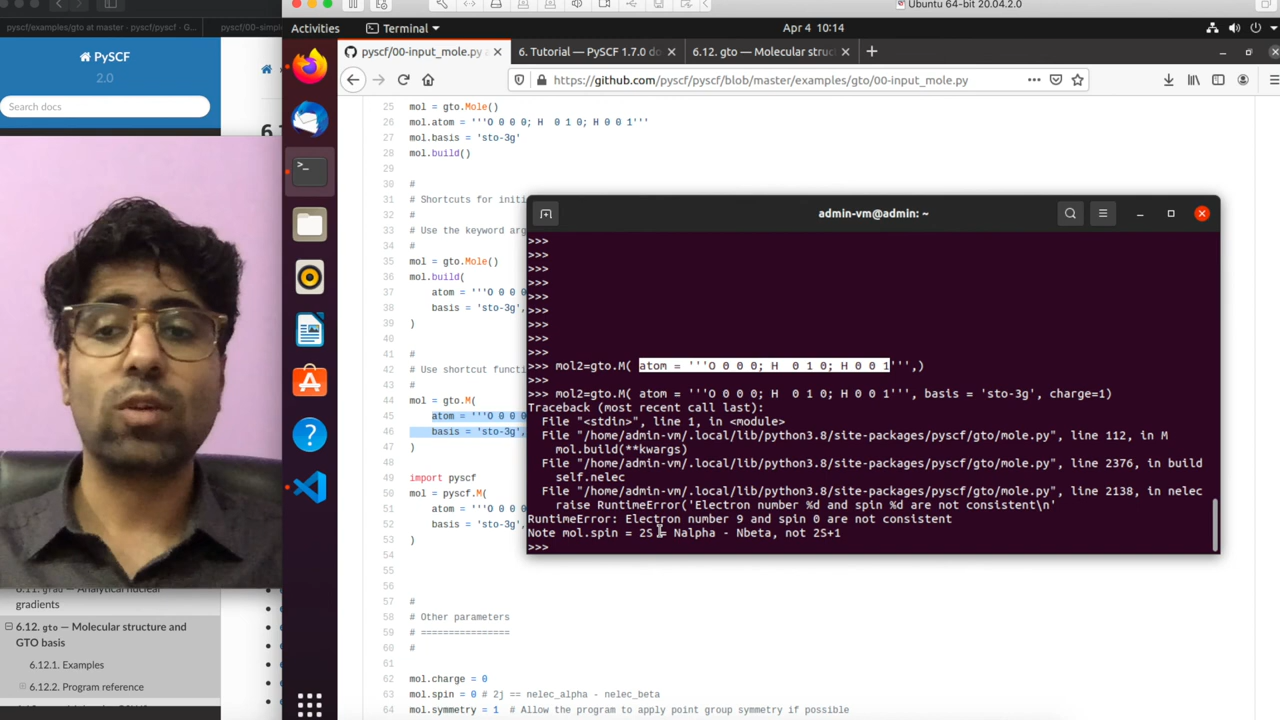 Ubuntu 64-bit 20.04.2.0
pyscf/examples/gto at master · pyscf/pyscf · G...
Activities
Terminal
Apr 4 10:14
PySCF
2.0
Search docs
pyscf/00-input_mole.py
6. Tutorial — PySCF 1.7.0 do
6.12. gto — Molecular struc
https://github.com/pyscf/pyscf/blob/master/examples/gto/00-input_mole.py
25 mol = gto.Mole()
26 mol.atom = '''O 0 0 0; H  0 1 0; H 0 0 1'''
27 mol.basis = 'sto-3g'
28 mol.build()
29
30 #
31 # Shortcuts for initi
32 #
33 # Use the keyword arg
34 #
35 mol = gto.Mole()
36 mol.build(
37 atom = '''O 0 0 0
38 basis = 'sto-3g',
39 )
40
41 #
42 # Use shortcut functi
43 #
44 mol = gto.M(
45 atom = '''O 0 0 0
46 basis = 'sto-3g',
47 )
48
49 import pyscf
50 mol = pyscf.M(
51 atom = '''O 0 0 0
52 basis = 'sto-3g',
53 )
54
55
56
57 #
58 # Other parameters
59 # ================
60 #
61
62 mol.charge = 0
63 mol.spin = 0 # 2j == nelec_alpha - nelec_beta
64 mol.symmetry = 1  # Allow the program to apply point group symmetry if possible
admin-vm@admin: ~
>>>
>>>
>>>
>>>
>>>
>>>
>>>
>>>
>>>
>>> mol2=gto.M( atom = '''O 0 0 0; H  0 1 0; H 0 0 1''',)
>>>
>>> mol2=gto.M( atom = '''O 0 0 0; H  0 1 0; H 0 0 1''', basis = 'sto-3g', charge=1)
Traceback (most recent call last):
File "<stdin>", line 1, in <module>
File "/home/admin-vm/.local/lib/python3.8/site-packages/pyscf/gto/mole.py", line 112, in M
mol.build(**kwargs)
File "/home/admin-vm/.local/lib/python3.8/site-packages/pyscf/gto/mole.py", line 2376, in build
self.nelec
File "/home/admin-vm/.local/lib/python3.8/site-packages/pyscf/gto/mole.py", line 2138, in nelec
raise RuntimeError('Electron number %d and spin %d are not consistent\n'
RuntimeError: Electron number 9 and spin 0 are not consistent
Note mol.spin = 2S = Nalpha - Nbeta, not 2S+1
>>>
gradients
6.12. gto — Molecular structure and
GTO basis
6.12.1. Examples
6.12.2. Program reference